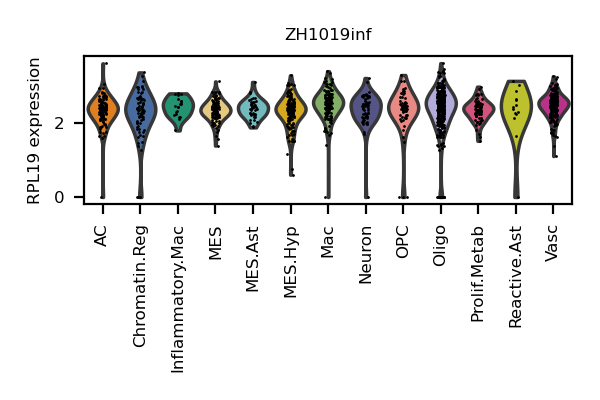 ZH1019inf
RPL19 expression
2
0
AC
Chromatin.Reg
Inflammatory.Mac
MES
MES.Ast
MES.Hyp
Mac
Neuron
OPC
Oligo
Prolif.Metab
Reactive.Ast
Vasc